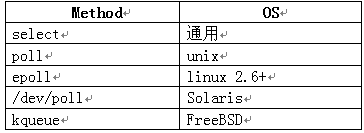 Method OS
select 通用
poll unix
epoll linux 2.6+
/dev/poll Solaris
kqueue FreeBSD